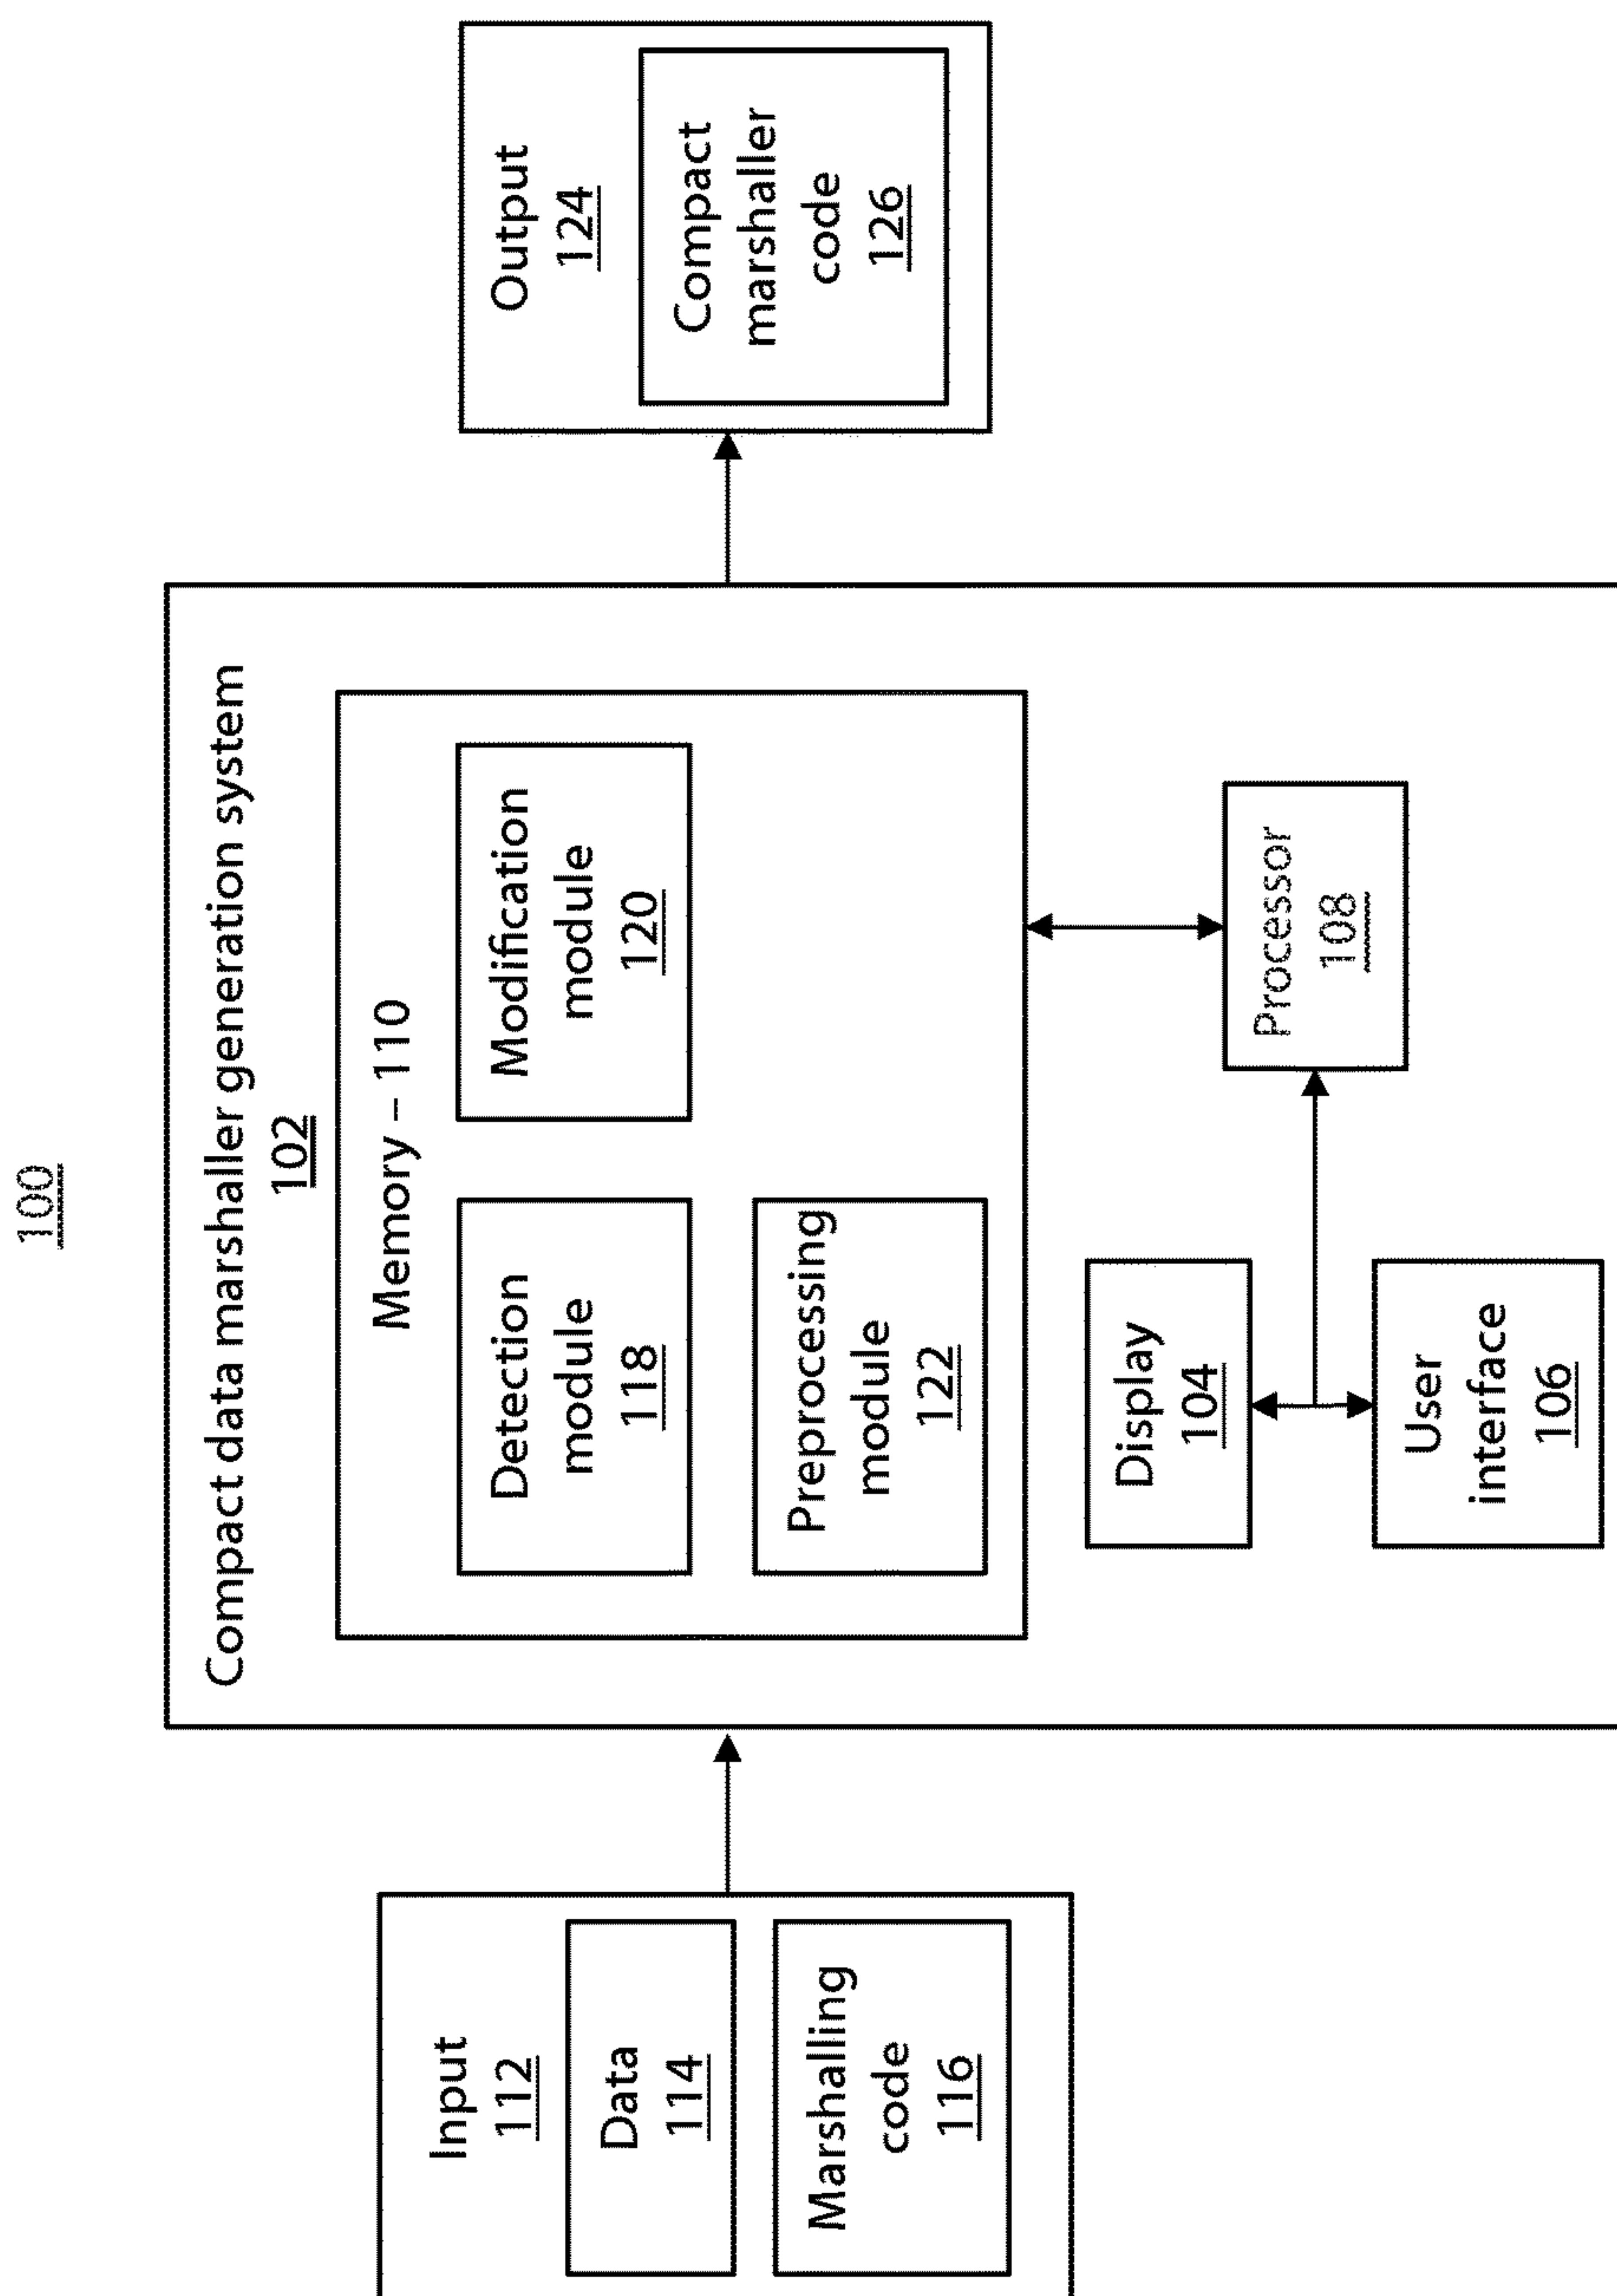 100
Input
112
Data
114
Marshalling
code
116
Compact data marshaller generation system
102
Memory – 110
Detection
module
118
Modification
module
120
Preprocessing
module
122
Display
104
User
interface
106
Processor
108
Output
124
Compact
marshaller
code
126